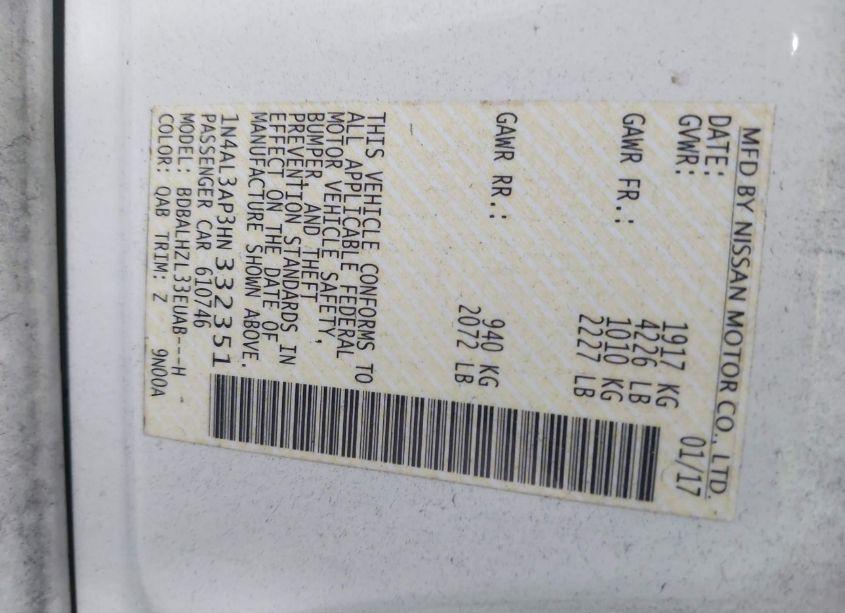 MFD BY NISSAN MOTOR CO., LTD.
DATE: 01/17
GVWR: 1917 KG
4226 LB
GAWR FR.: 1010 KG
2227 LB
GAWR RR.: 940 KG
2072 LB
THIS VEHICLE CONFORMS TO
ALL APPLICABLE FEDERAL
MOTOR VEHICLE SAFETY,
BUMPER, AND THEFT
PREVENTION STANDARDS IN
EFFECT ON THE DATE OF
MANUFACTURE SHOWN ABOVE.
1N4AL3AP3HN332351
PASSENGER CAR 610746
MODEL: BDBALHZL33EUAB---H -
COLOR: QAB TRIM: Z 9N00A